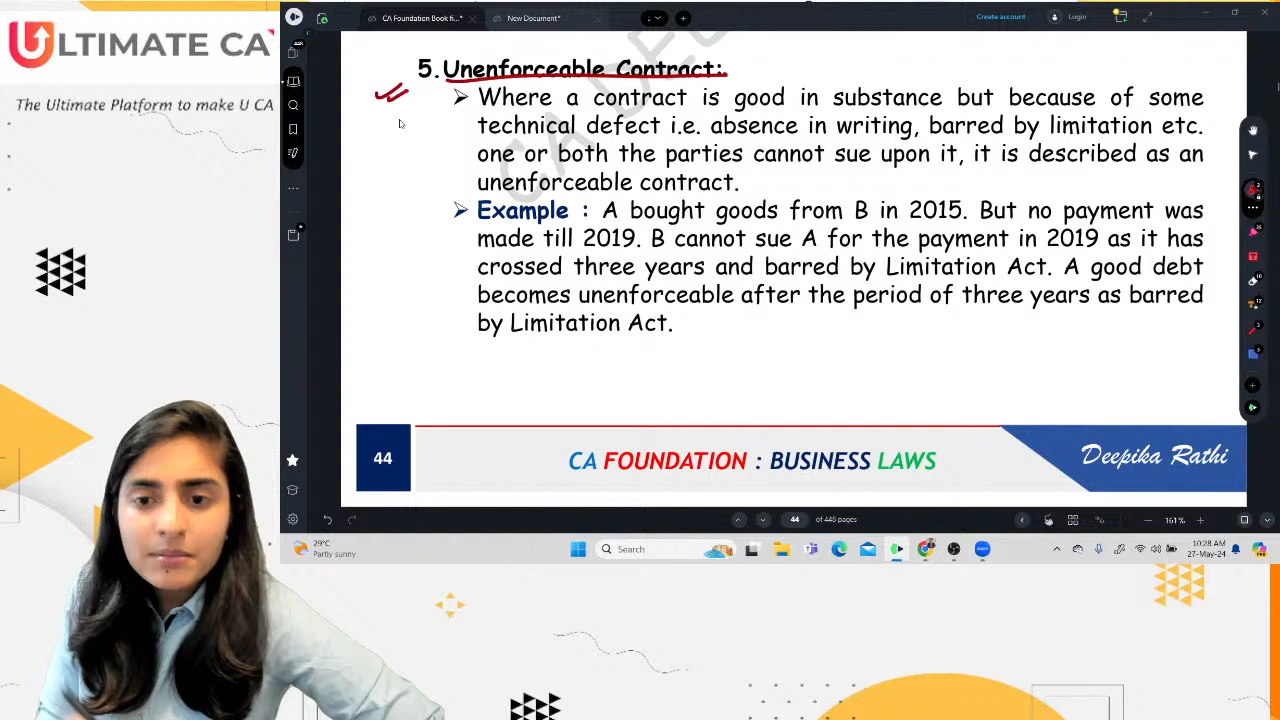 ULTIMATE CA
The Ultimate Platform to make U CA
CA Foundation Book fi...*
New Document*
Create account
Login
5. Unenforceable Contract:
➢ Where a contract is good in substance but because of some
technical defect i.e. absence in writing, barred by limitation etc.
one or both the parties cannot sue upon it, it is described as an
unenforceable contract.
➢ Example : A bought goods from B in 2015. But no payment was
made till 2019. B cannot sue A for the payment in 2019 as it has
crossed three years and barred by Limitation Act. A good debt
becomes unenforceable after the period of three years as barred
by Limitation Act.
44
CA FOUNDATION : BUSINESS LAWS
Deepika Rathi
44 of 448 pages
161%
29°C
Partly sunny
Search
10:28 AM
27-May-24